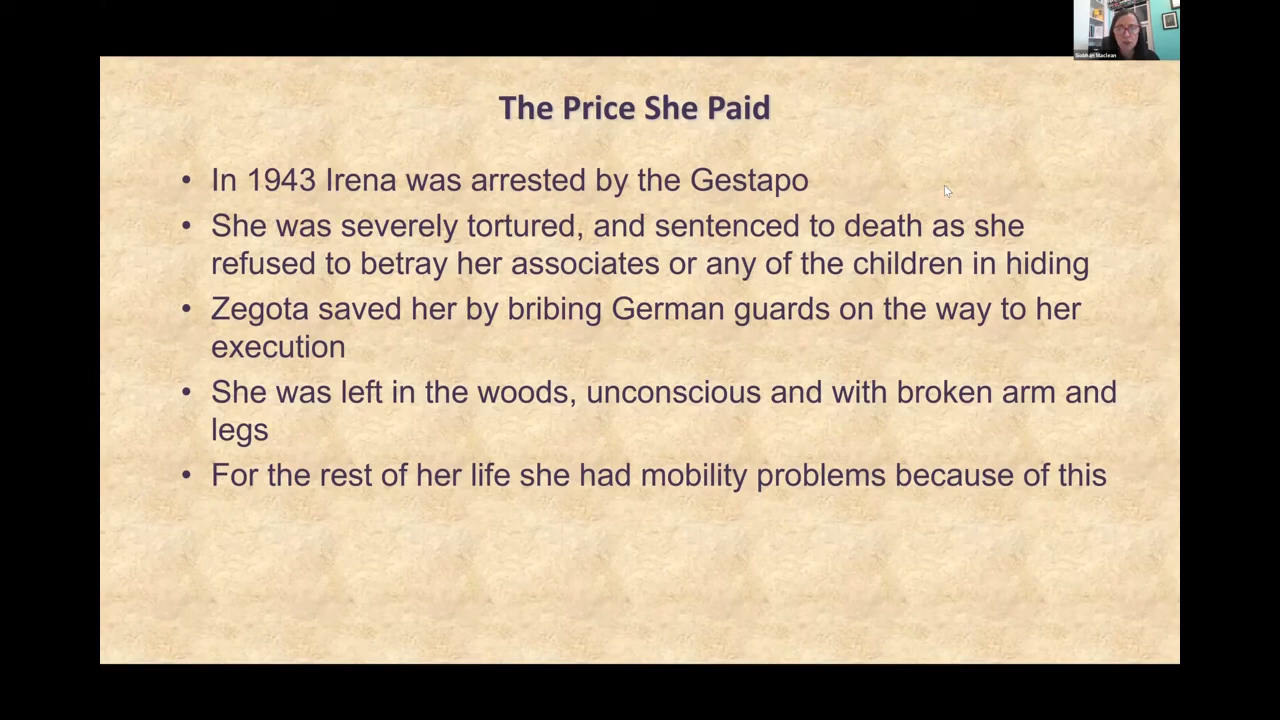 Siobhan Maclean
The Price She Paid
• In 1943 Irena was arrested by the Gestapo
• She was severely tortured, and sentenced to death as she
refused to betray her associates or any of the children in hiding
• Zegota saved her by bribing German guards on the way to her
execution
• She was left in the woods, unconscious and with broken arm and
legs
• For the rest of her life she had mobility problems because of this